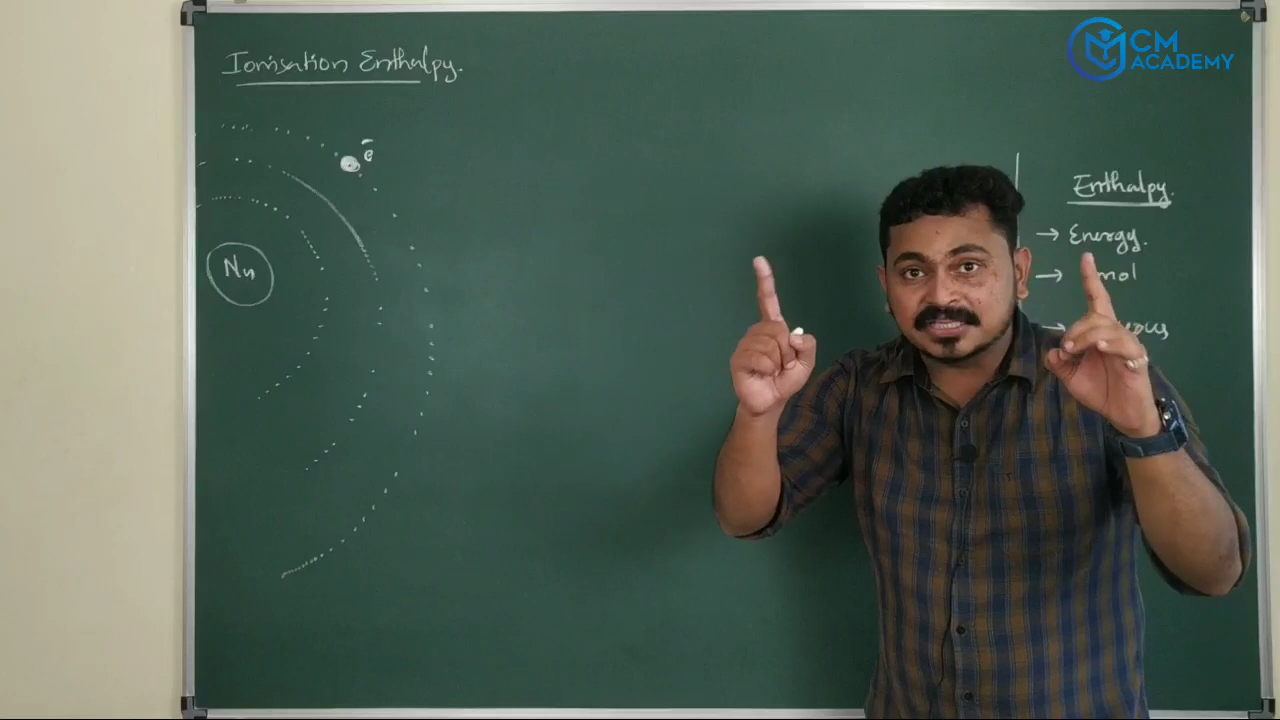 Ionisation Enthalpy.
CM
ACADEMY
ē
Nu
Enthalpy.
→ Energy.
→ mol
→